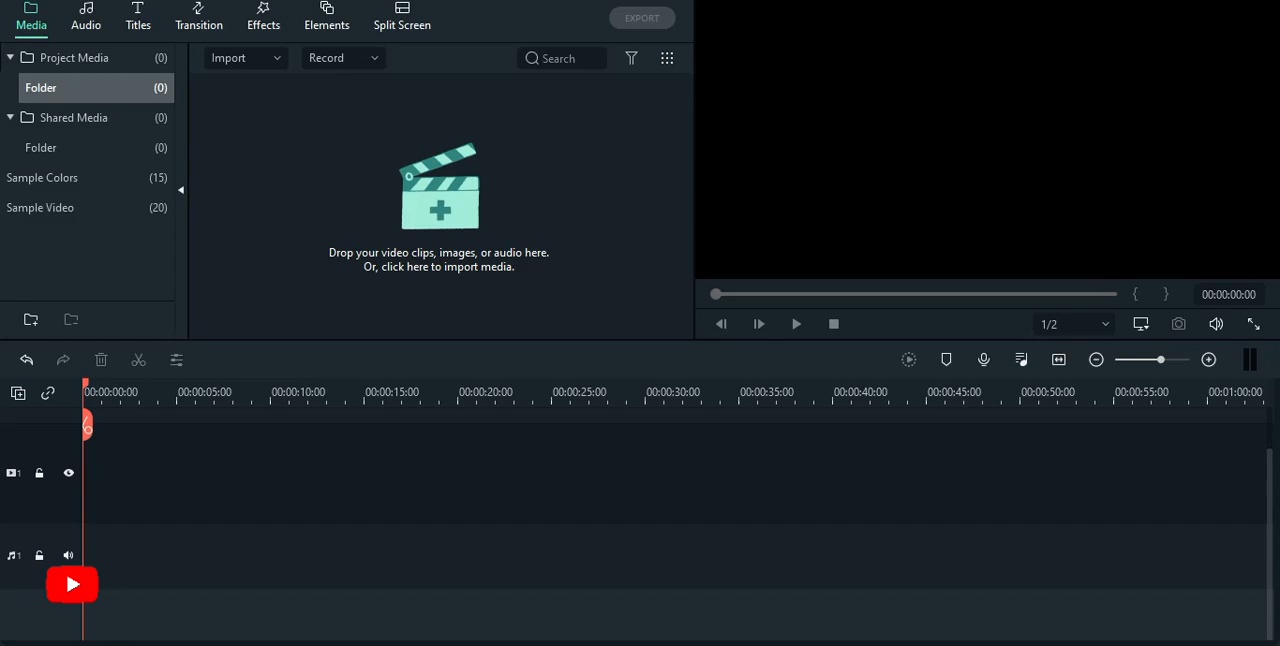 Media Audio Titles Transition Effects Elements Split Screen EXPORT
Project Media (0) Import Record Search
Folder (0)
Shared Media (0)
Folder (0)
Sample Colors (15)
Sample Video (20)
Drop your video clips, images, or audio here.
Or, click here to import media.
{ } 00:00:00:00
1/2
00:00:00:00 00:00:05:00 00:00:10:00 00:00:15:00 00:00:20:00 00:00:25:00 00:00:30:00 00:00:35:00 00:00:40:00 00:00:45:00 00:00:50:00 00:00:55:00 00:01:00:00
1
1